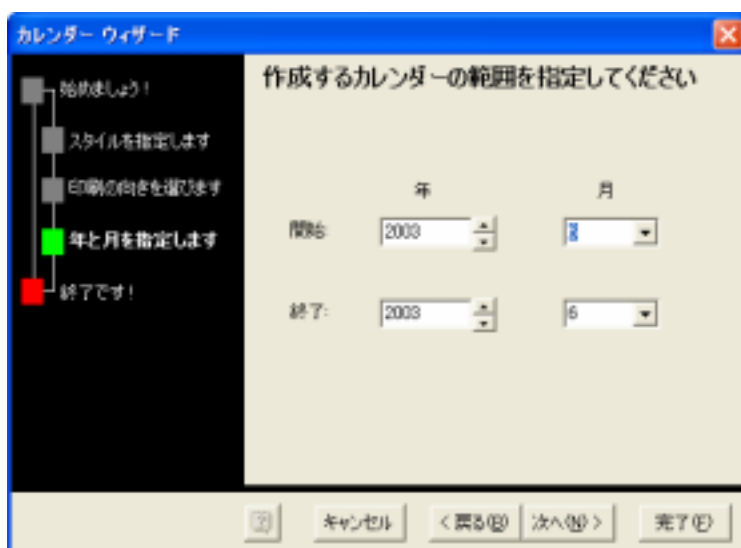 カレンダー ウィザード
始めましょう!
スタイルを指定します
印刷の向きを選びます
年と月を指定します
終了です!
作成するカレンダーの範囲を指定してください
年 月
開始: 2003
終了: 2003 6
キャンセル <戻る(B) 次へ(N)> 完了(F)